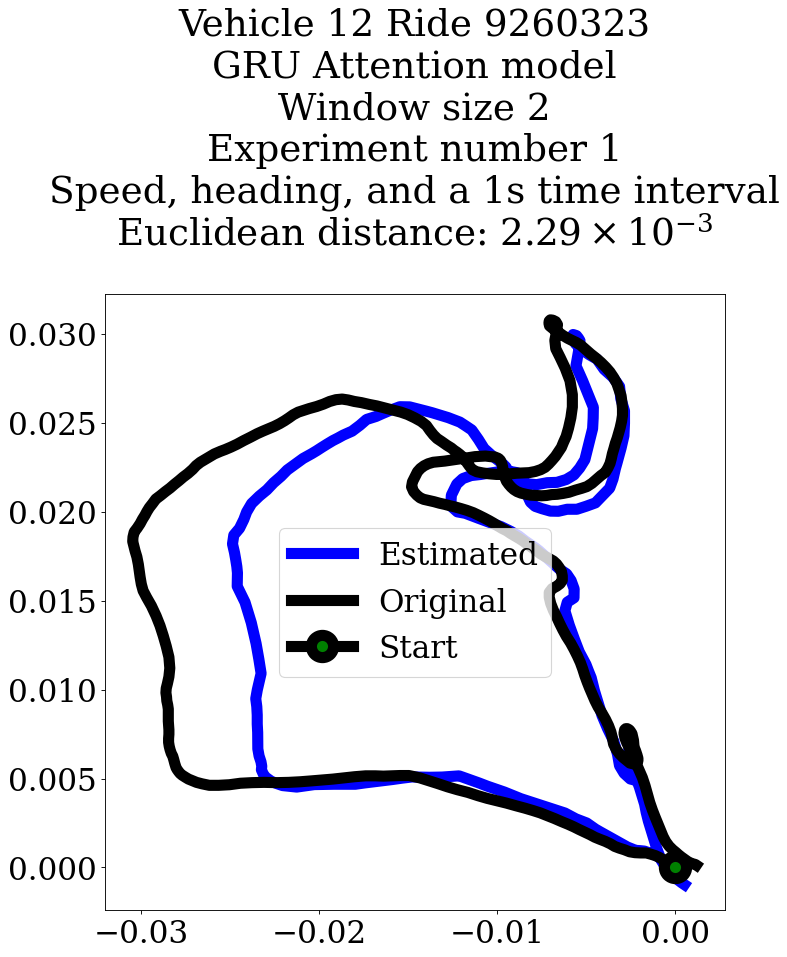 Vehicle 12 Ride 9260323
GRU Attention model
Window size 2
Experiment number 1
Speed, heading, and a 1s time interval
Euclidean distance: 2.29 × 10⁻³
0.030
0.025
0.020
0.015
0.010
0.005
0.000
Estimated
Original
Start
−0.03 −0.02 −0.01 0.00